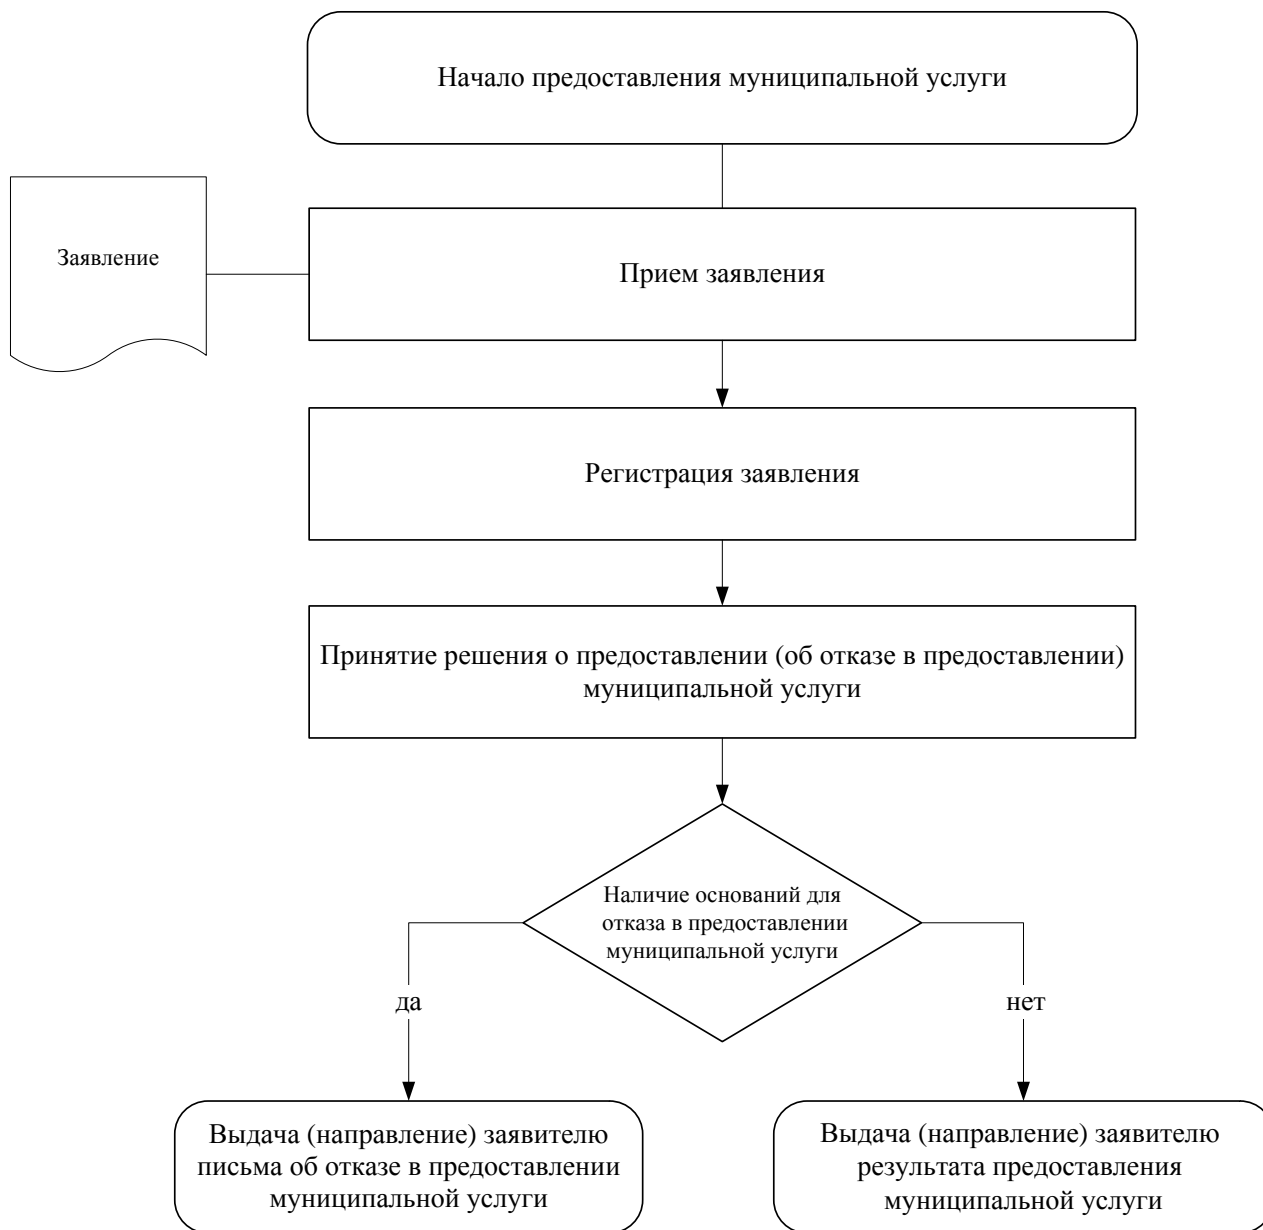 Начало предоставления муниципальной услуги
Заявление
Прием заявления
Регистрация заявления
Принятие решения о предоставлении (об отказе в предоставлении)
муниципальной услуги
Наличие оснований для
отказа в предоставлении
муниципальной услуги
да
нет
Выдача (направление) заявителю
письма об отказе в предоставлении
муниципальной услуги
Выдача (направление) заявителю
результата предоставления
муниципальной услуги